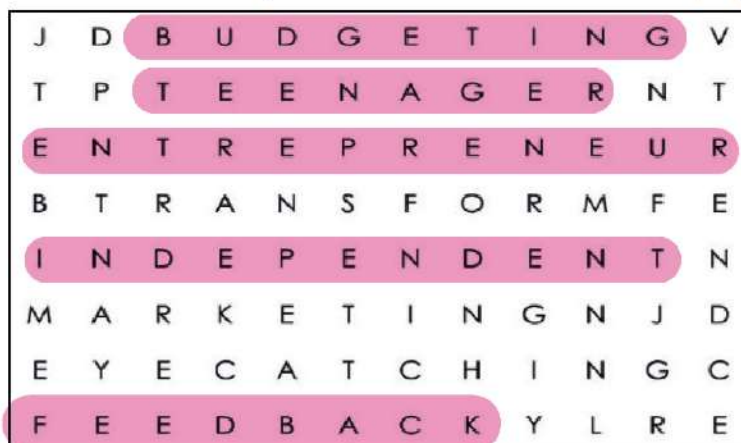 J D B U D G E T I N G V
T P T E E N A G E R N T
E N T R E P R E N E U R
B T R A N S F O R M F E
I N D E P E N D E N T N
M A R K E T I N G N J D
E Y E C A T C H I N G C
F E E D B A C K Y L R E